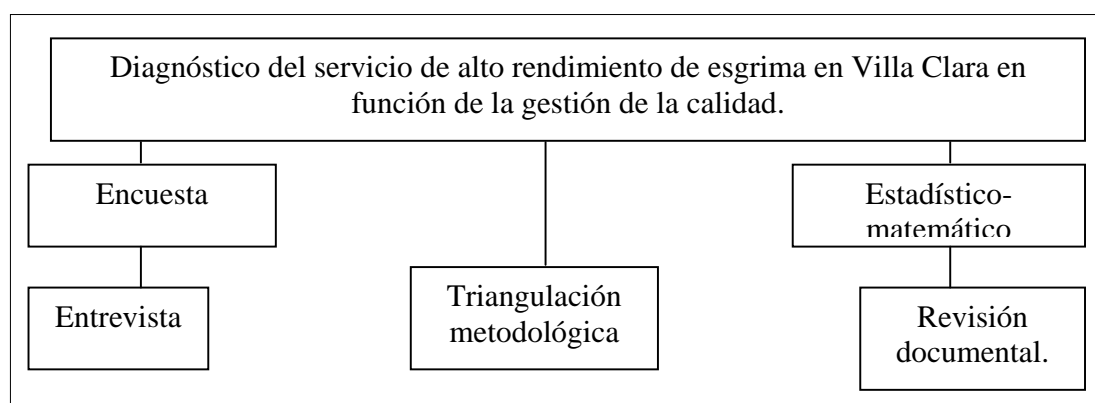 Diagnóstico del servicio de alto rendimiento de esgrima en Villa Clara en
función de la gestión de la calidad.
Encuesta
Estadístico-
matemático
Entrevista
Triangulación
metodológica
Revisión
documental.